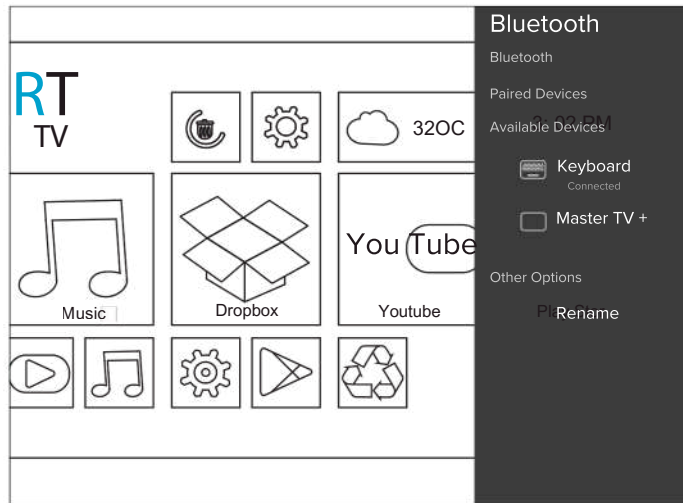 RT
TV
32OC
Music
Dropbox
You Tube
Youtube
Bluetooth
Bluetooth
Paired Devices
Available Devices
Keyboard
Connected
Master TV +
Other Options
Rename